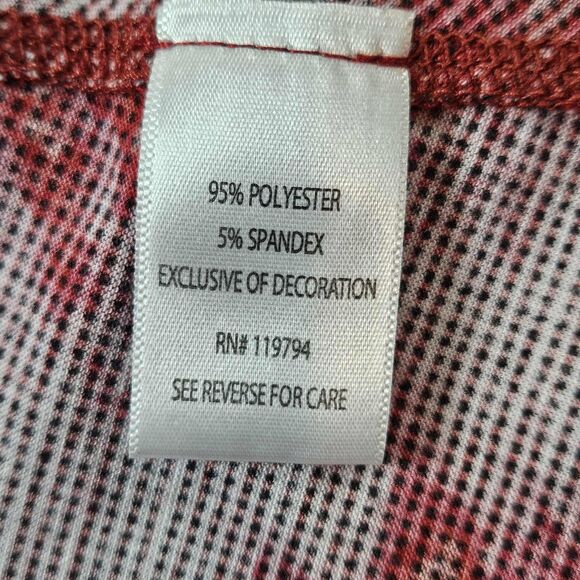 95% POLYESTER
5% SPANDEX
EXCLUSIVE OF DECORATION
RN# 119794
SEE REVERSE FOR CARE